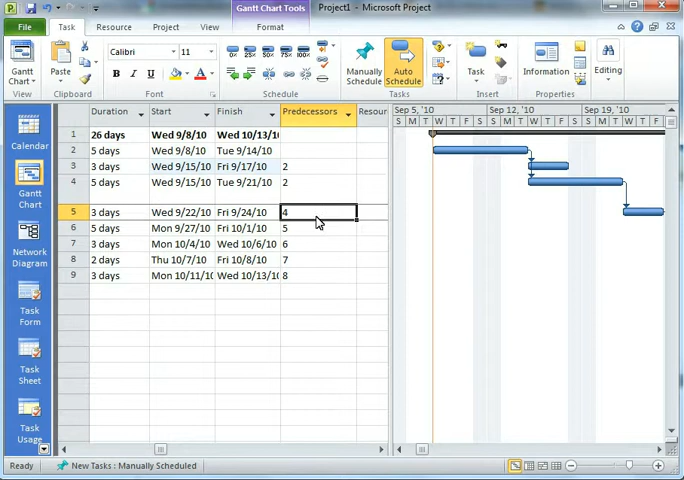 Gantt Chart Tools
Project1 - Microsoft Project
File
Task
Resource
Project
View
Format
Gantt
Chart
Paste
Calibri
11
B I U A
Manually
Schedule
Auto
Schedule
Task
Information
Editing
View
Clipboard
Font
Schedule
Tasks
Insert
Properties
Duration
Start
Finish
Predecessors
Resour
Sep 5, '10
Sep 12, '10
Sep 19, '10
S M T W T F S S M T W T F S S M T W T F
1 26 days Wed 9/8/10 Wed 10/13/10
2 5 days Wed 9/8/10 Tue 9/14/10
3 3 days Wed 9/15/10 Fri 9/17/10 2
4 5 days Wed 9/15/10 Tue 9/21/10 2
5 3 days Wed 9/22/10 Fri 9/24/10 4
6 5 days Mon 9/27/10 Fri 10/1/10 5
7 3 days Mon 10/4/10 Wed 10/6/10 6
8 2 days Thu 10/7/10 Fri 10/8/10 7
9 3 days Mon 10/11/10 Wed 10/13/10 8
Calendar
Gantt
Chart
Network
Diagram
Task
Form
Task
Sheet
Task
Usage
Ready
New Tasks : Manually Scheduled